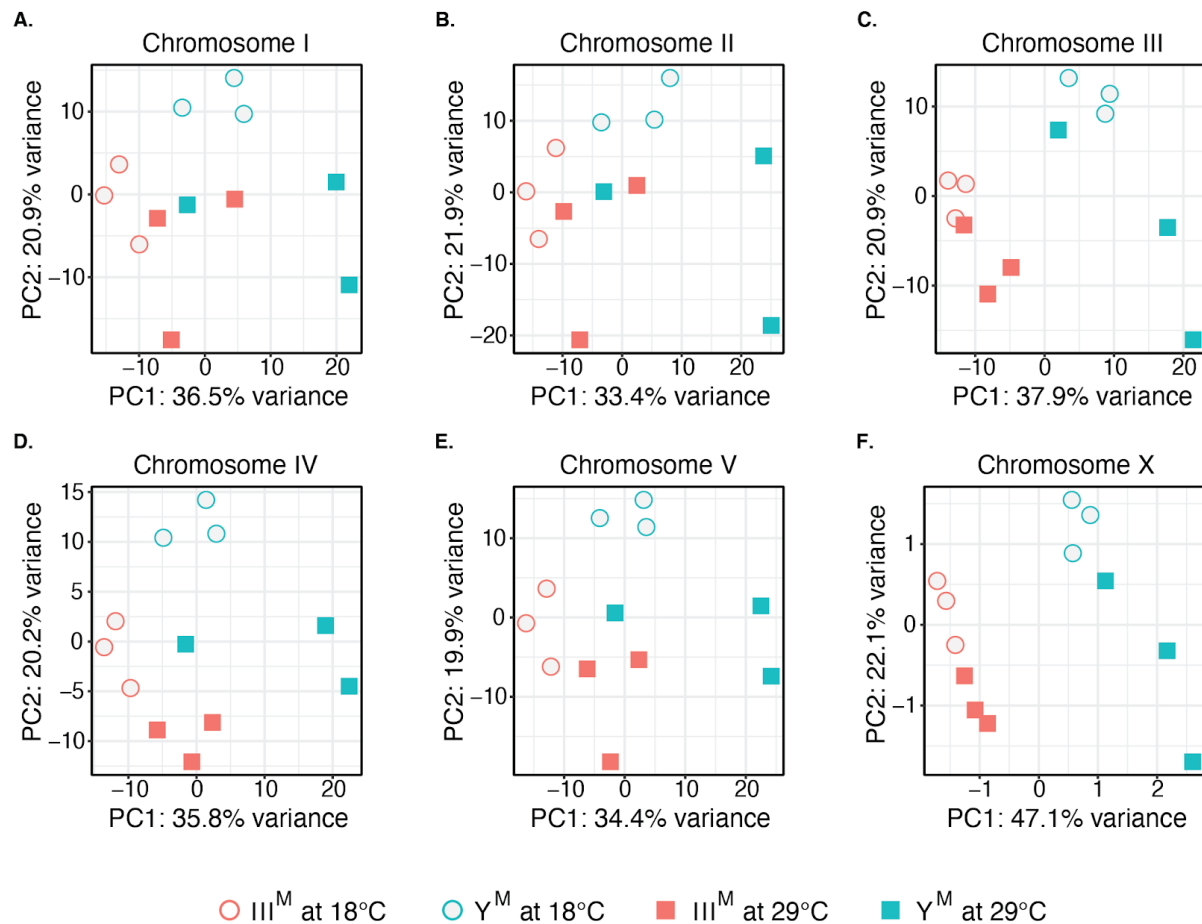 A.
Chromosome I
PC2: 20.9% variance
10
0
−10
−10 0 10 20
PC1: 36.5% variance
B.
Chromosome II
PC2: 21.9% variance
10
0
−10
−20
−10 0 10 20
PC1: 33.4% variance
C.
Chromosome III
PC2: 20.9% variance
10
0
−10
−10 0 10 20
PC1: 37.9% variance
D.
Chromosome IV
PC2: 20.2% variance
15
10
5
0
−5
−10
−10 0 10 20
PC1: 35.8% variance
E.
Chromosome V
PC2: 19.9% variance
10
0
−10
−10 0 10 20
PC1: 34.4% variance
F.
Chromosome X
PC2: 22.1% variance
1
0
−1
−1 0 1 2
PC1: 47.1% variance
III^M at 18°C Y^M at 18°C III^M at 29°C Y^M at 29°C